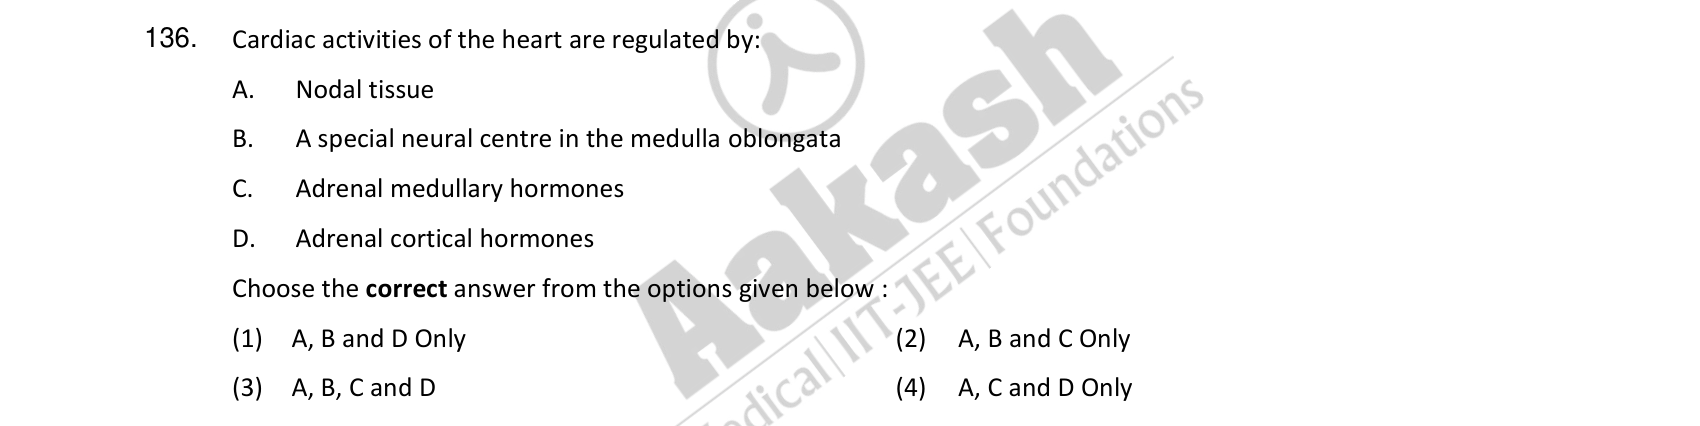 136. Cardiac activities of the heart are regulated by:
A. Nodal tissue
B. A special neural centre in the medulla oblongata
C. Adrenal medullary hormones
D. Adrenal cortical hormones
Choose the correct answer from the options given below :
(1) A, B and D Only (2) A, B and C Only
(3) A, B, C and D (4) A, C and D Only
Aakash
edical|IIT-JEE|Foundations